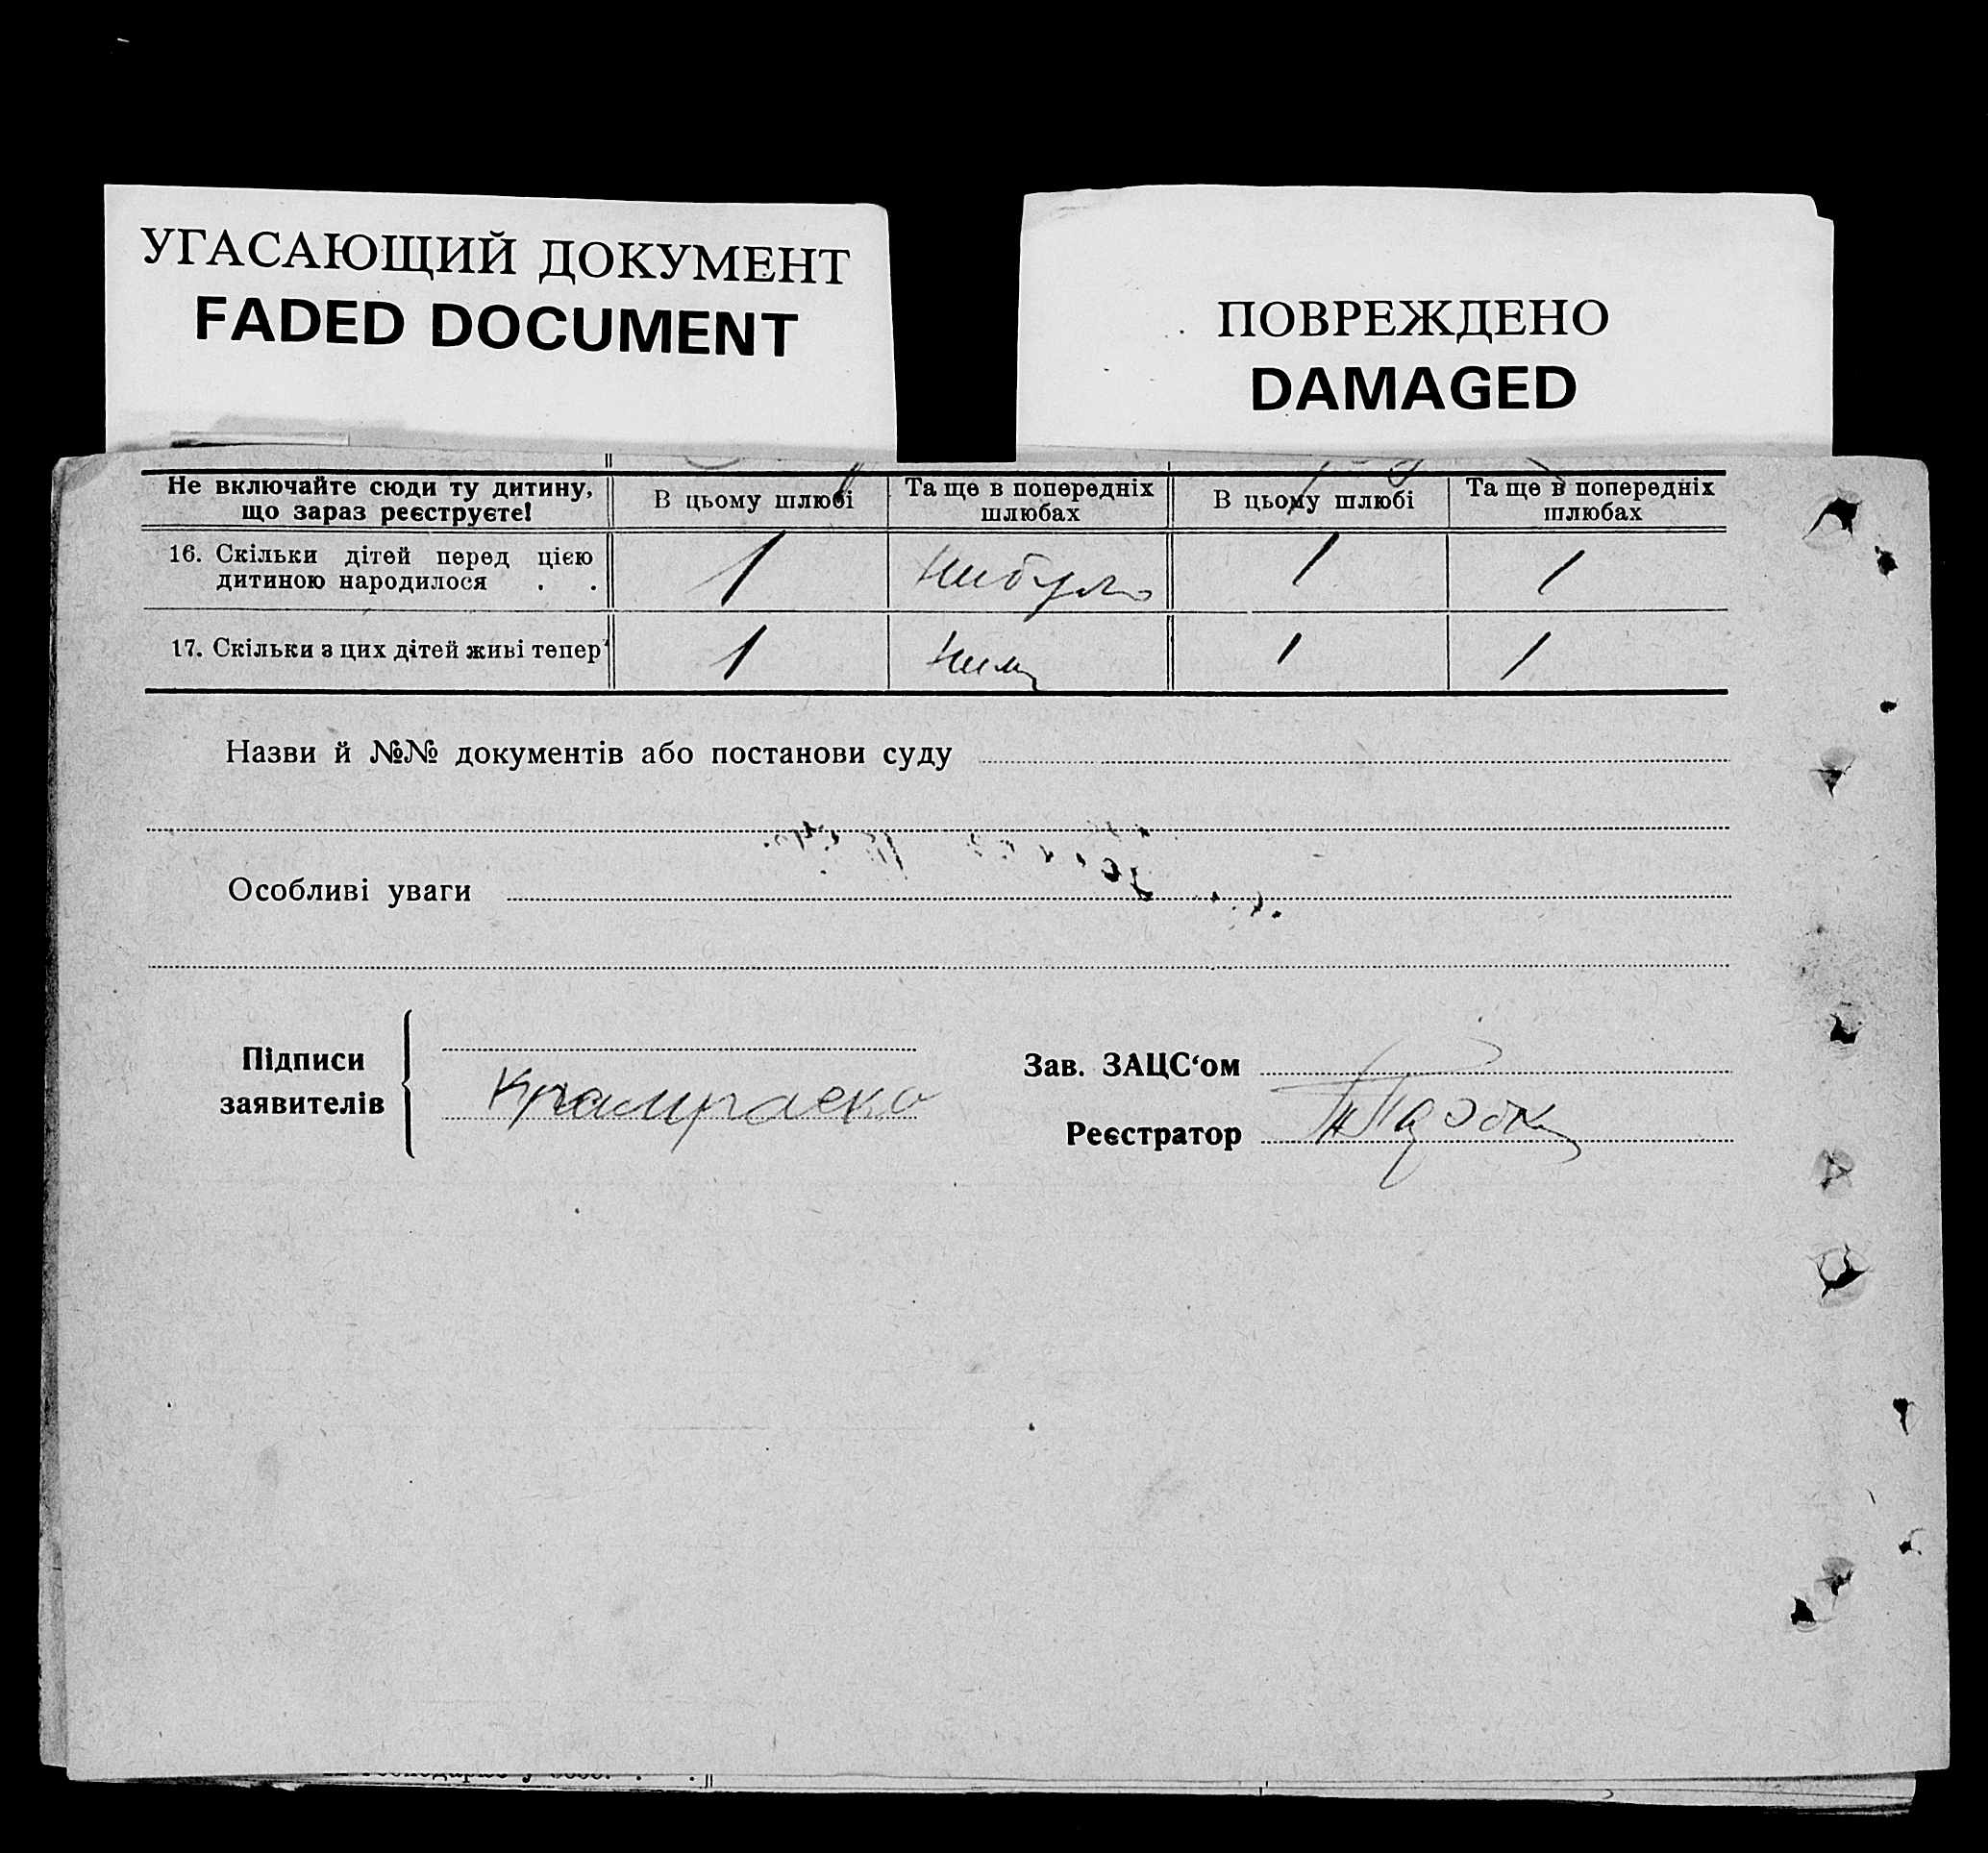 УГАСАЮЩИЙ ДОКУМЕНТ
FADED DOCUMENT
ПОВРЕЖДЕНО
DAMAGED
Не включайте сюди ту дитину, що зараз реєструєте!
В цьому шлюбі
Та ще в попередніх шлюбах
В цьому шлюбі
Та ще в попередніх шлюбах
16. Скільки дітей перед цією
дитиною народилося . .
1
1
1
17. Скільки з цих дітей живі тепер
1
1
1
Назви й №№ документів або постанови суду
Особливі уваги
Підписи
заявителів
Зав. ЗАЦС‘ом
Реєстратор